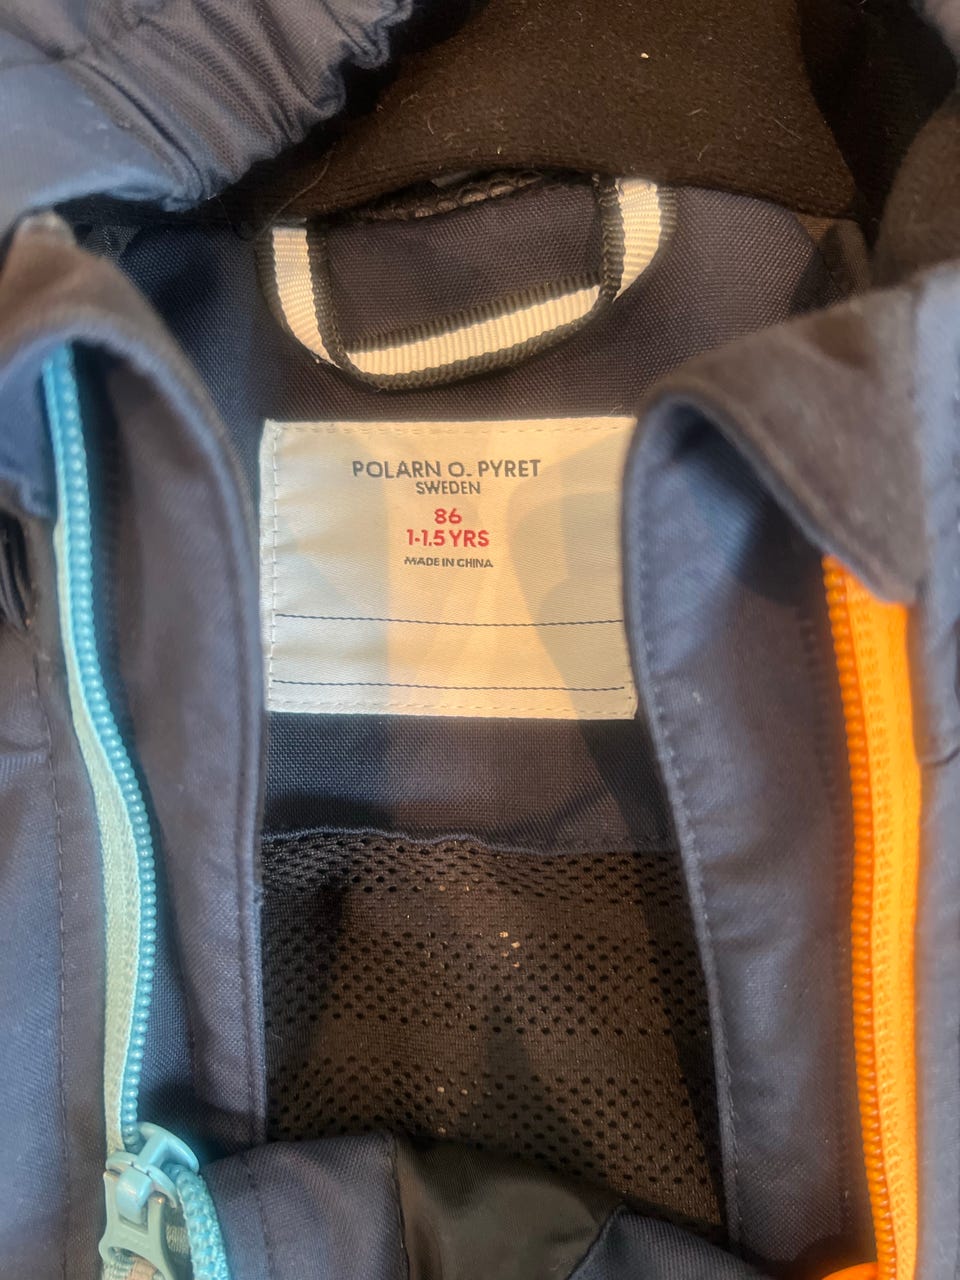 POLARN O. PYRET
SWEDEN
86
1-1.5 YRS
MADE IN CHINA